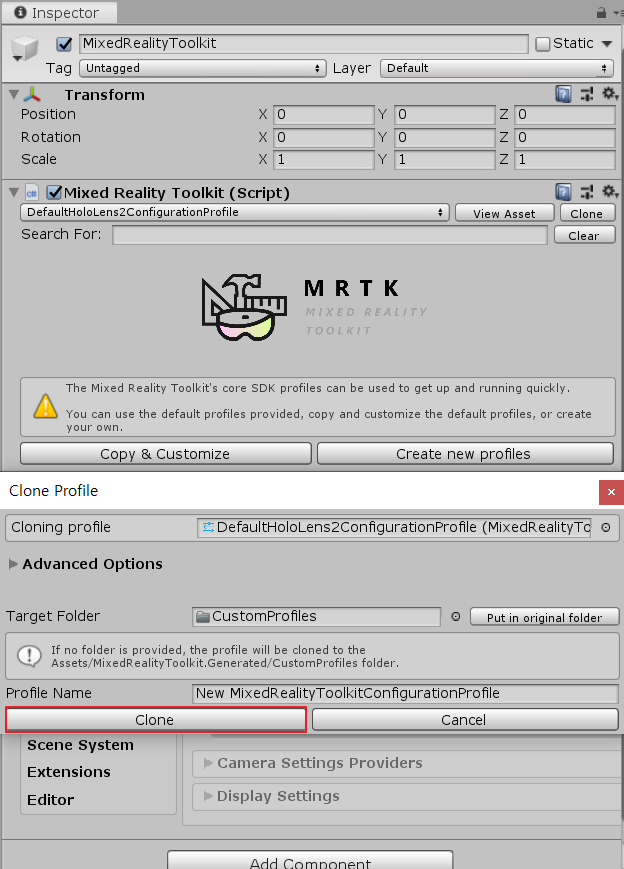 Inspector
MixedRealityToolkit Static
Tag Untagged Layer Default
Transform
Position X 0 Y 0 Z 0
Rotation X 0 Y 0 Z 0
Scale X 1 Y 1 Z 1
Mixed Reality Toolkit (Script)
DefaultHoloLens2ConfigurationProfile View Asset Clone
Search For: Clear
MRTK
MIXED REALITY
TOOLKIT
The Mixed Reality Toolkit's core SDK profiles can be used to get up and running quickly.
You can use the default profiles provided, copy and customize the default profiles, or create
your own.
Copy & Customize Create new profiles
Clone Profile
Cloning profile DefaultHoloLens2ConfigurationProfile (MixedRealityTo
Advanced Options
Target Folder CustomProfiles Put in original folder
If no folder is provided, the profile will be cloned to the
Assets/MixedRealityToolkit.Generated/CustomProfiles folder.
Profile Name New MixedRealityToolkitConfigurationProfile
Clone Cancel
Scene System
Camera Settings Providers
Extensions
Display Settings
Editor
Add Component